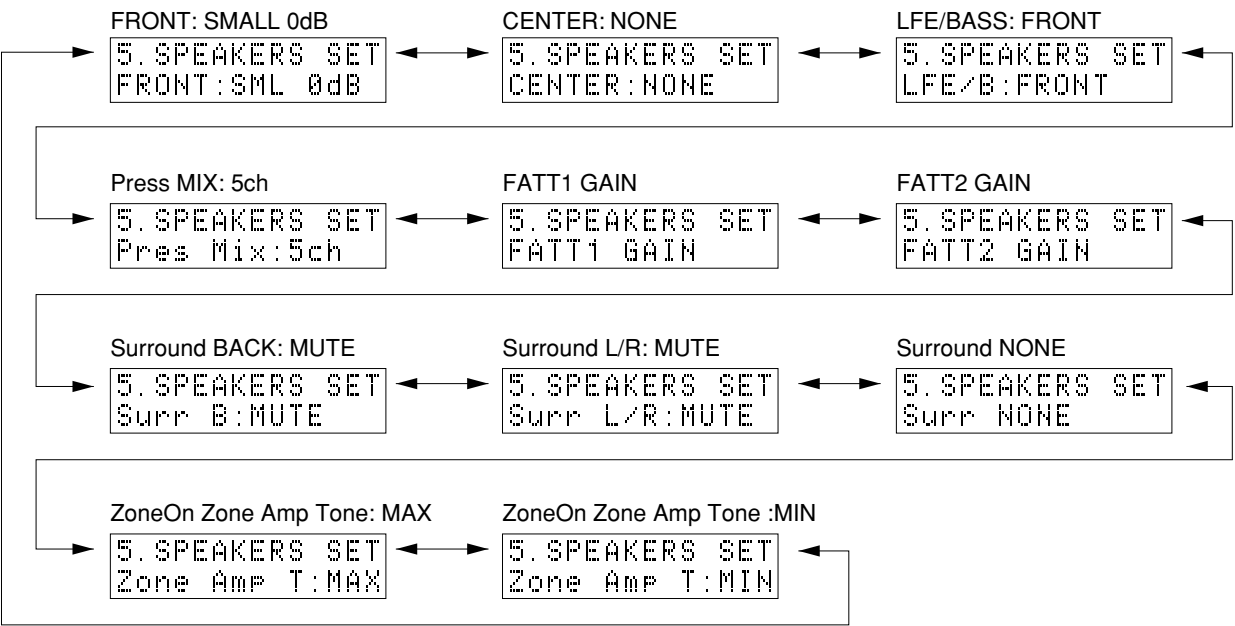 FRONT: SMALL 0dB
5.SPEAKERS SET
FRONT:SML 0dB
CENTER: NONE
5.SPEAKERS SET
CENTER:NONE
LFE/BASS: FRONT
5.SPEAKERS SET
LFE/B:FRONT
Press MIX: 5ch
5.SPEAKERS SET
Pres Mix:5ch
FATT1 GAIN
5.SPEAKERS SET
FATT1 GAIN
FATT2 GAIN
5.SPEAKERS SET
FATT2 GAIN
Surround BACK: MUTE
5.SPEAKERS SET
Surr B:MUTE
Surround L/R: MUTE
5.SPEAKERS SET
Surr L/R:MUTE
Surround NONE
5.SPEAKERS SET
Surr NONE
ZoneOn Zone Amp Tone: MAX
5.SPEAKERS SET
Zone Amp T:MAX
ZoneOn Zone Amp Tone :MIN
5.SPEAKERS SET
Zone Amp T:MIN